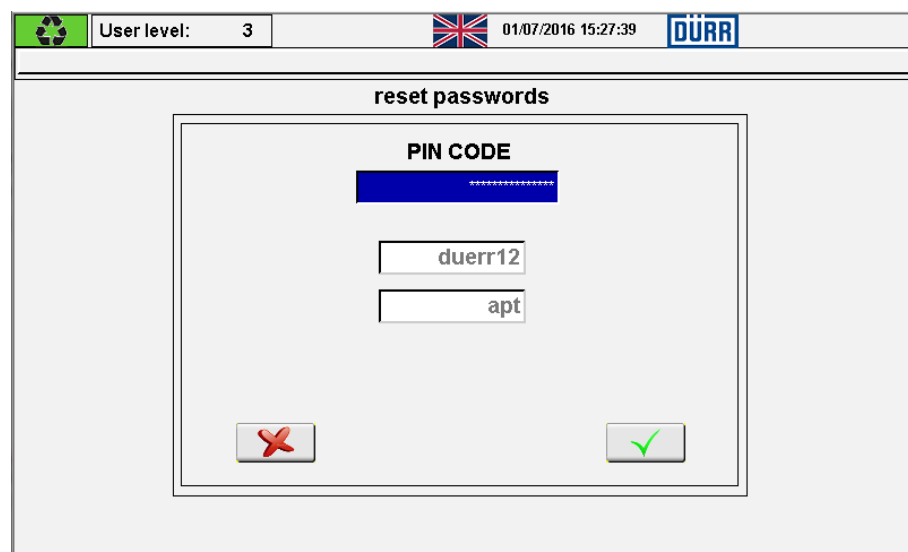 User level: 3 01/07/2016 15:27:39 DÜRR
reset passwords
PIN CODE
***************
duerr12
apt